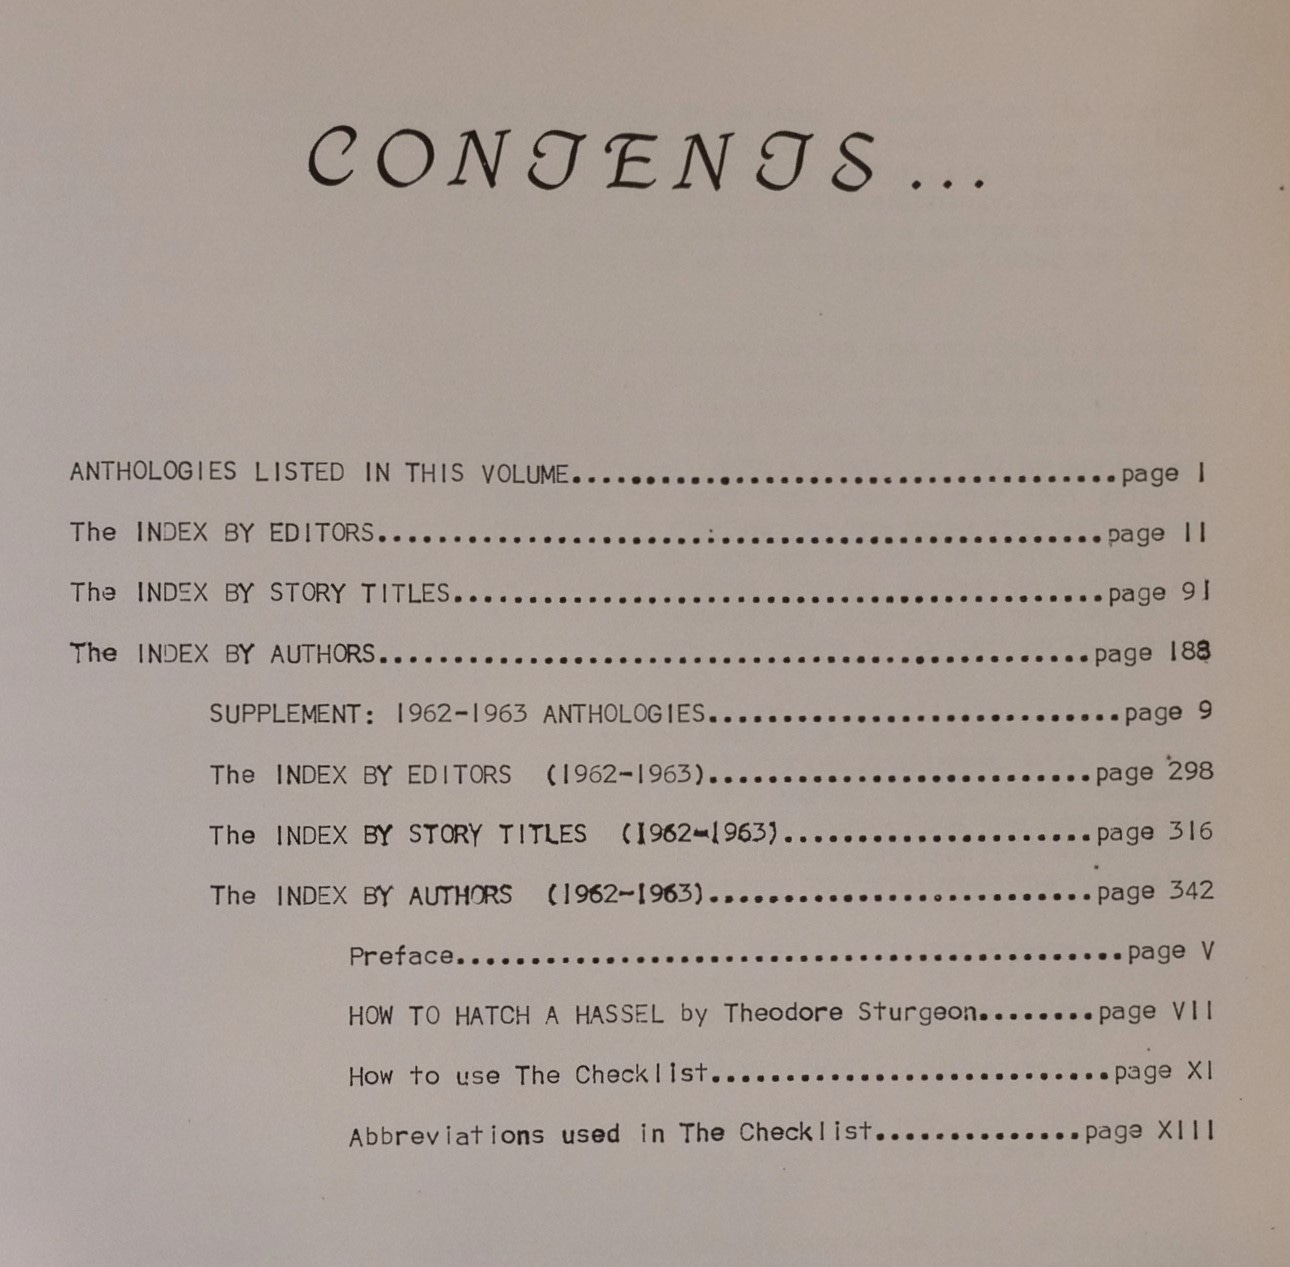 CONTENTS...
ANTHOLOGIES LISTED IN THIS VOLUME.....................................page 1
The INDEX BY EDITORS.................................................page 11
The INDEX BY STORY TITLES............................................page 91
The INDEX BY AUTHORS................................................page 188
SUPPLEMENT: 1962-1963 ANTHOLOGIES............................page 9
The INDEX BY EDITORS (1962-1963)..........................page 298
The INDEX BY STORY TITLES (1962-1963).....................page 316
The INDEX BY AUTHORS (1962-1963)..........................page 342
Preface.............................................page V
HOW TO HATCH A HASSEL by Theodore Sturgeon........page VII
How to use The Checklist...........................page XI
Abbreviations used in The Checklist..............page XIII